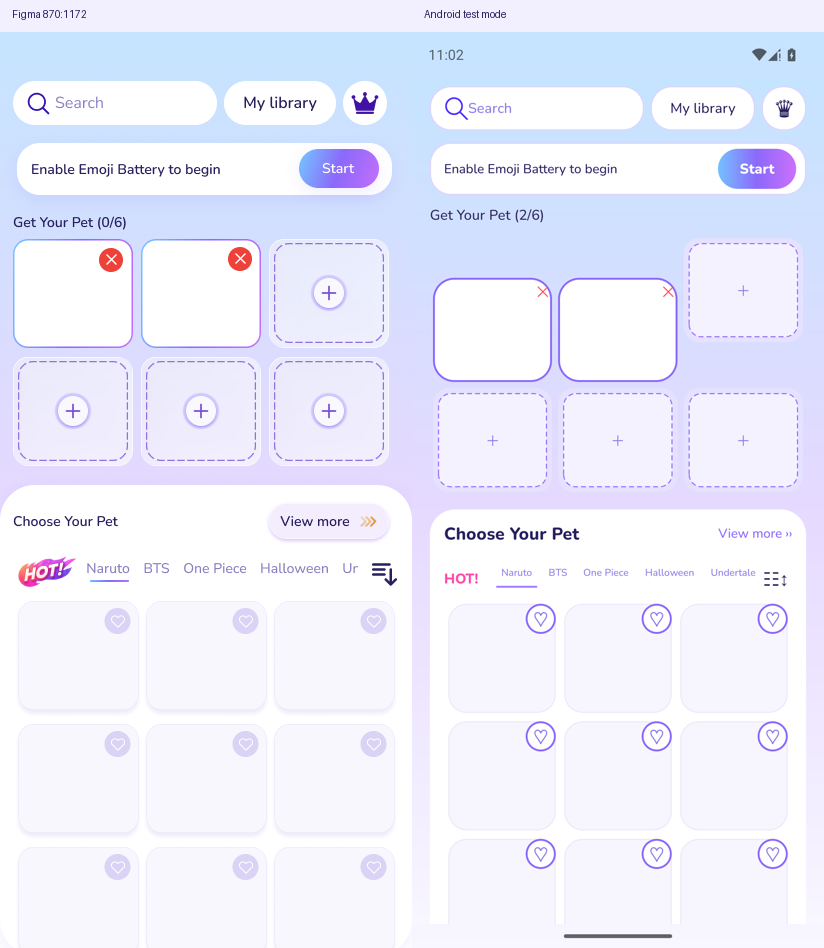 Figma 870:1172
Search
My library
Enable Emoji Battery to begin
Start
Get Your Pet (0/6)
Choose Your Pet
View more
HOT!
Naruto BTS One Piece Halloween Ur
Android test mode
11:02
Search
My library
Enable Emoji Battery to begin
Start
Get Your Pet (2/6)
Choose Your Pet
View more ››
HOT!
Naruto BTS One Piece Halloween Undertale